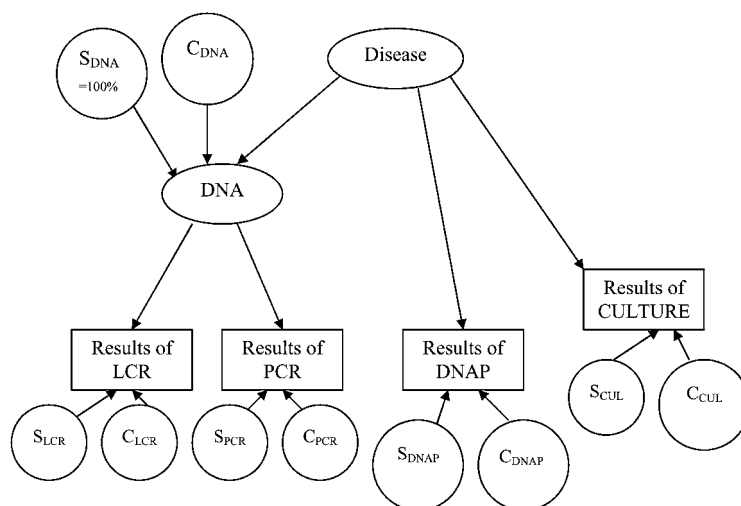 S_DNA
=100%
C_DNA
Disease
DNA
Results of
LCR
Results of
PCR
Results of
DNAP
Results of
CULTURE
S_LCR
C_LCR
S_PCR
C_PCR
S_DNAP
C_DNAP
S_CUL
C_CUL